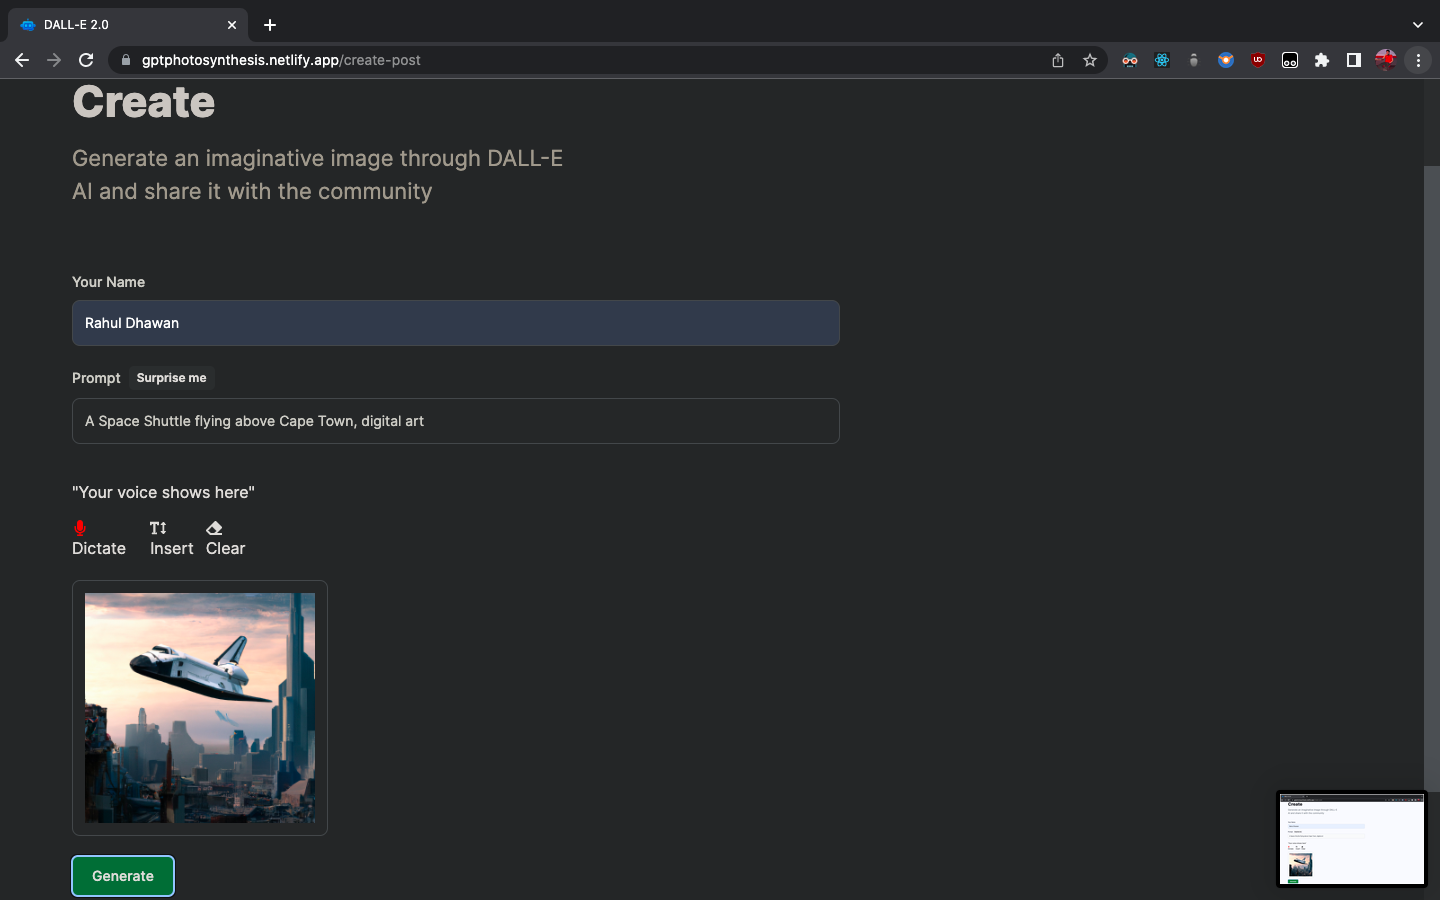 DALL-E 2.0
gptphotosynthesis.netlify.app/create-post
Create
Generate an imaginative image through DALL-E
AI and share it with the community
Your Name
Rahul Dhawan
Prompt Surprise me
A Space Shuttle flying above Cape Town, digital art
"Your voice shows here"
Dictate Insert Clear
Generate